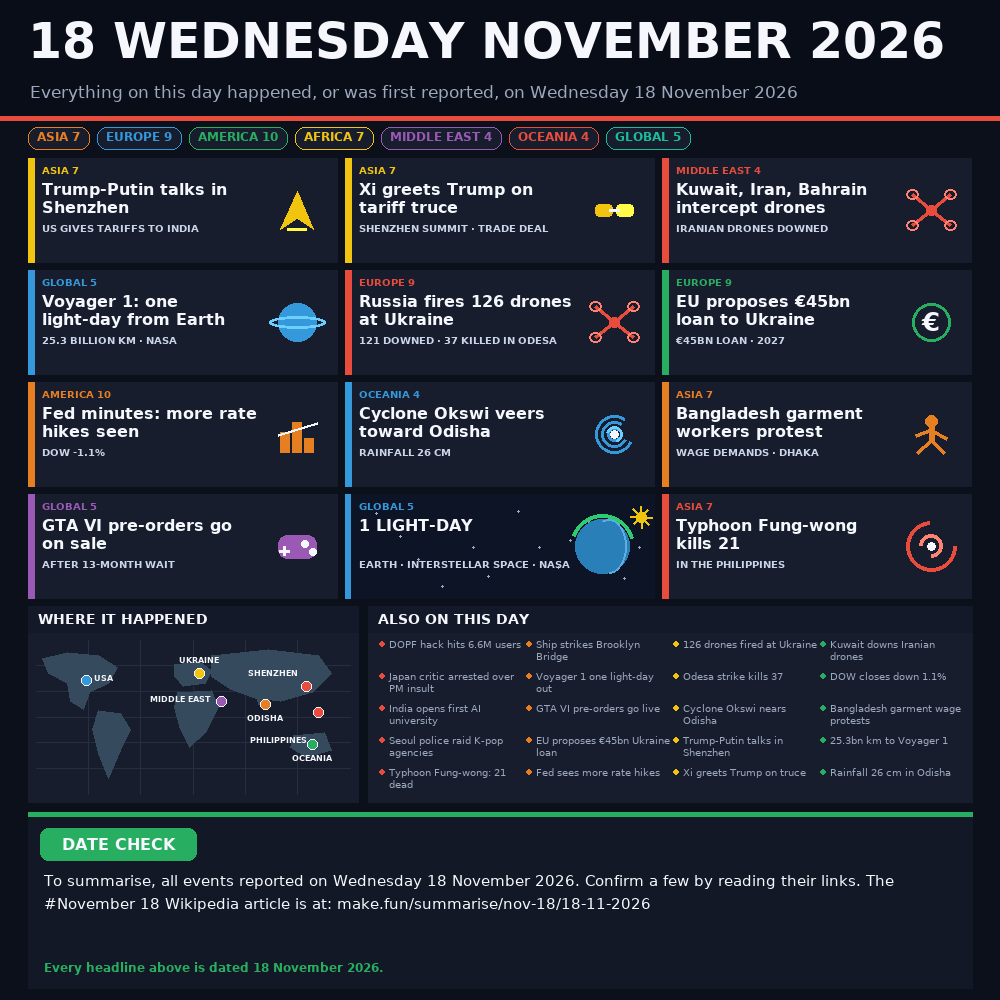 18 WEDNESDAY NOVEMBER 2026
Everything on this day happened, or was first reported, on Wednesday 18 November 2026
ASIA 7
EUROPE 9
AMERICA 10
AFRICA 7
MIDDLE EAST 4
OCEANIA 4
GLOBAL 5
ASIA 7
Trump-Putin talks in
Shenzhen
US GIVES TARIFFS TO INDIA
ASIA 7
Xi greets Trump on
tariff truce
SHENZHEN SUMMIT · TRADE DEAL
MIDDLE EAST 4
Kuwait, Iran, Bahrain
intercept drones
IRANIAN DRONES DOWNED
GLOBAL 5
Voyager 1: one
light-day from Earth
25.3 BILLION KM · NASA
EUROPE 9
Russia fires 126 drones
at Ukraine
121 DOWNED · 37 KILLED IN ODESA
EUROPE 9
EU proposes €45bn
loan to Ukraine
€45BN LOAN · 2027
€
AMERICA 10
Fed minutes: more rate
hikes seen
DOW -1.1%
OCEANIA 4
Cyclone Okswi veers
toward Odisha
RAINFALL 26 CM
ASIA 7
Bangladesh garment
workers protest
WAGE DEMANDS · DHAKA
GLOBAL 5
GTA VI pre-orders go
on sale
AFTER 13-MONTH WAIT
GLOBAL 5
1 LIGHT-DAY
EARTH · INTERSTELLAR SPACE · NASA
ASIA 7
Typhoon Fung-wong
kills 21
IN THE PHILIPPINES
WHERE IT HAPPENED
UKRAINE
USA
SHENZHEN
MIDDLE EAST
ODISHA
PHILIPPINES
OCEANIA
ALSO ON THIS DAY
DOPF hack hits 6.6M users
Ship strikes Brooklyn
Bridge
126 drones fired at Ukraine
Kuwait downs Iranian
drones
Japan critic arrested over
PM insult
Voyager 1 one light-day
out
Odesa strike kills 37
DOW closes down 1.1%
India opens first AI
university
GTA VI pre-orders go live
Cyclone Okswi nears
Odisha
Bangladesh garment wage
protests
Seoul police raid K-pop
agencies
EU proposes €45bn Ukraine
loan
Trump-Putin talks in
Shenzhen
25.3bn km to Voyager 1
Typhoon Fung-wong: 21
dead
Fed sees more rate hikes
Xi greets Trump on truce
Rainfall 26 cm in Odisha
DATE CHECK
To summarise, all events reported on Wednesday 18 November 2026. Confirm a few by reading their links. The
#November 18 Wikipedia article is at: make.fun/summarise/nov-18/18-11-2026
Every headline above is dated 18 November 2026.